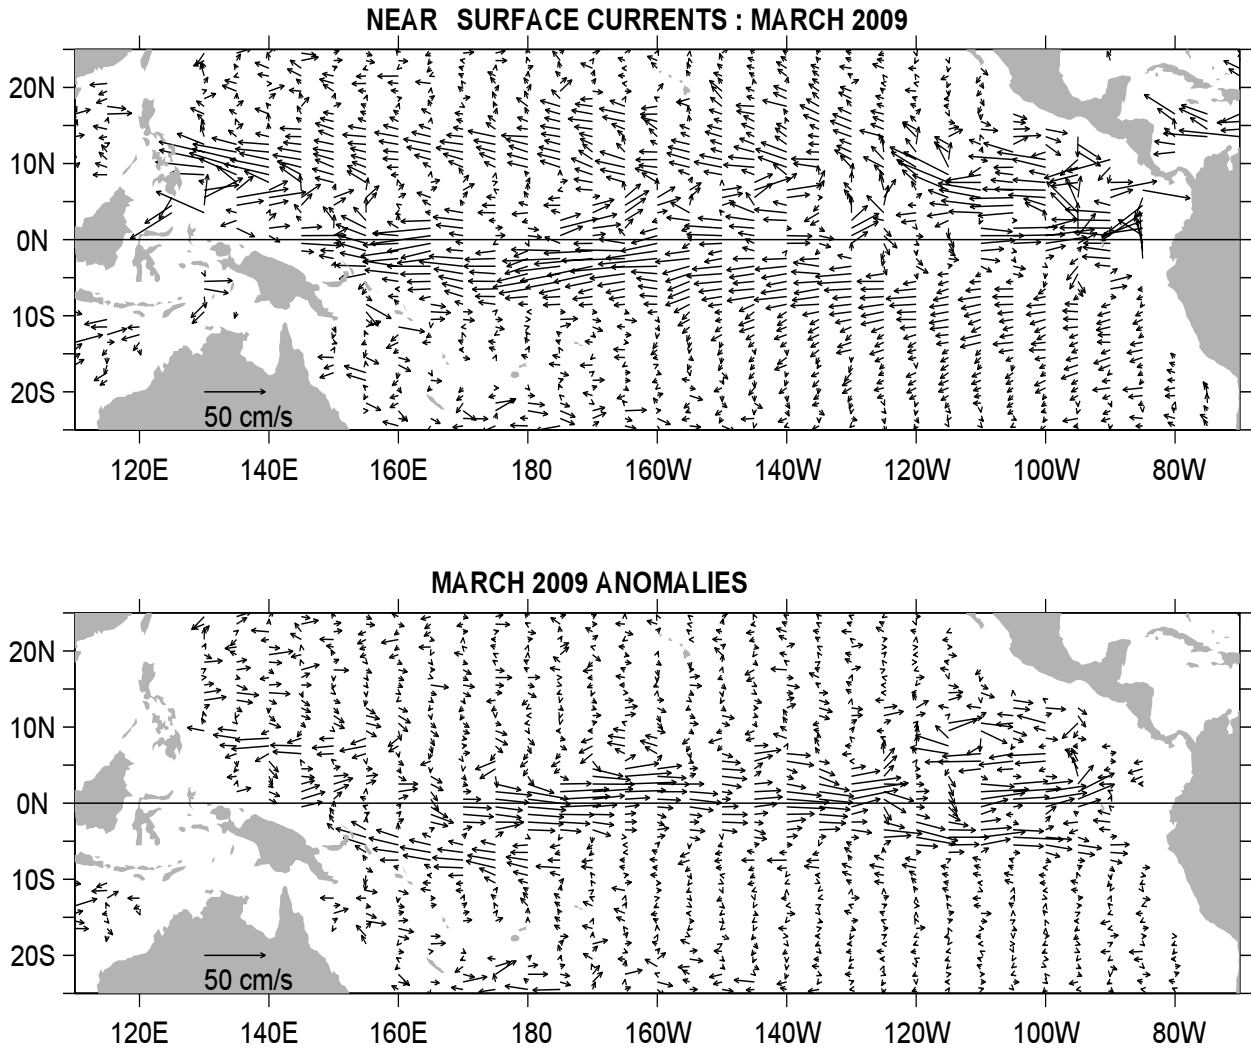 NEAR SURFACE CURRENTS : MARCH 2009
20N
10N
0N
10S
20S
50 cm/s
120E 140E 160E 180 160W 140W 120W 100W 80W
MARCH 2009 ANOMALIES
20N
10N
0N
10S
20S
50 cm/s
120E 140E 160E 180 160W 140W 120W 100W 80W